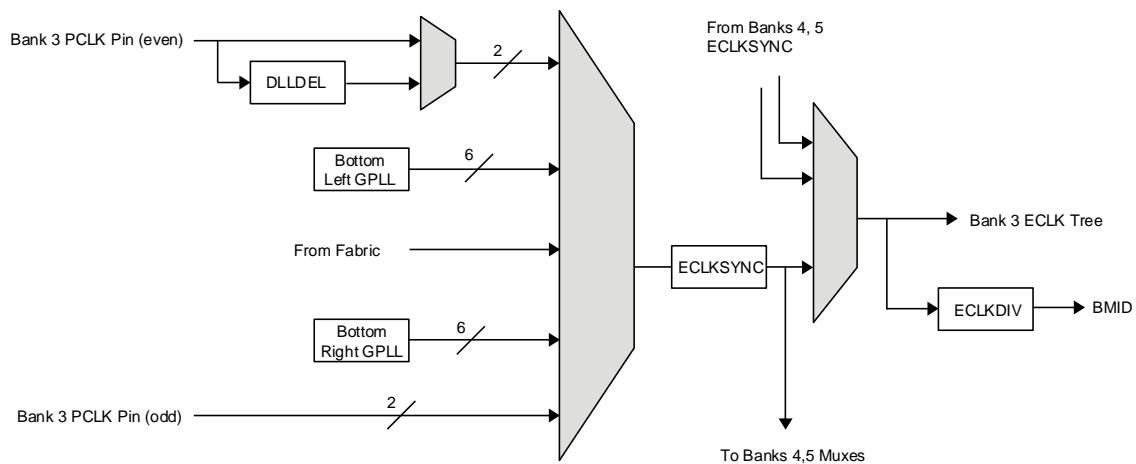 From Banks 4, 5
ECLKSYNC
Bank 3 PCLK Pin (even)
2
DLLDEL
6
Bottom
Left GPLL
Bank 3 ECLK Tree
From Fabric
ECLKSYNC
ECLKDIV
BMID
6
Bottom
Right GPLL
2
Bank 3 PCLK Pin (odd)
To Banks 4,5 Muxes